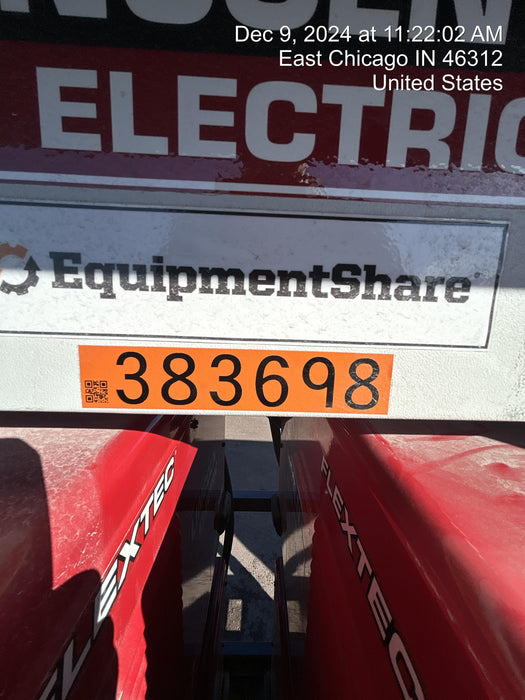 Dec 9, 2024 at 11:22:02 AM
East Chicago IN 46312
United States
LINCOLN
ELECTRIC
EquipmentShare
383698
FLEXTEC
FLEXTEC